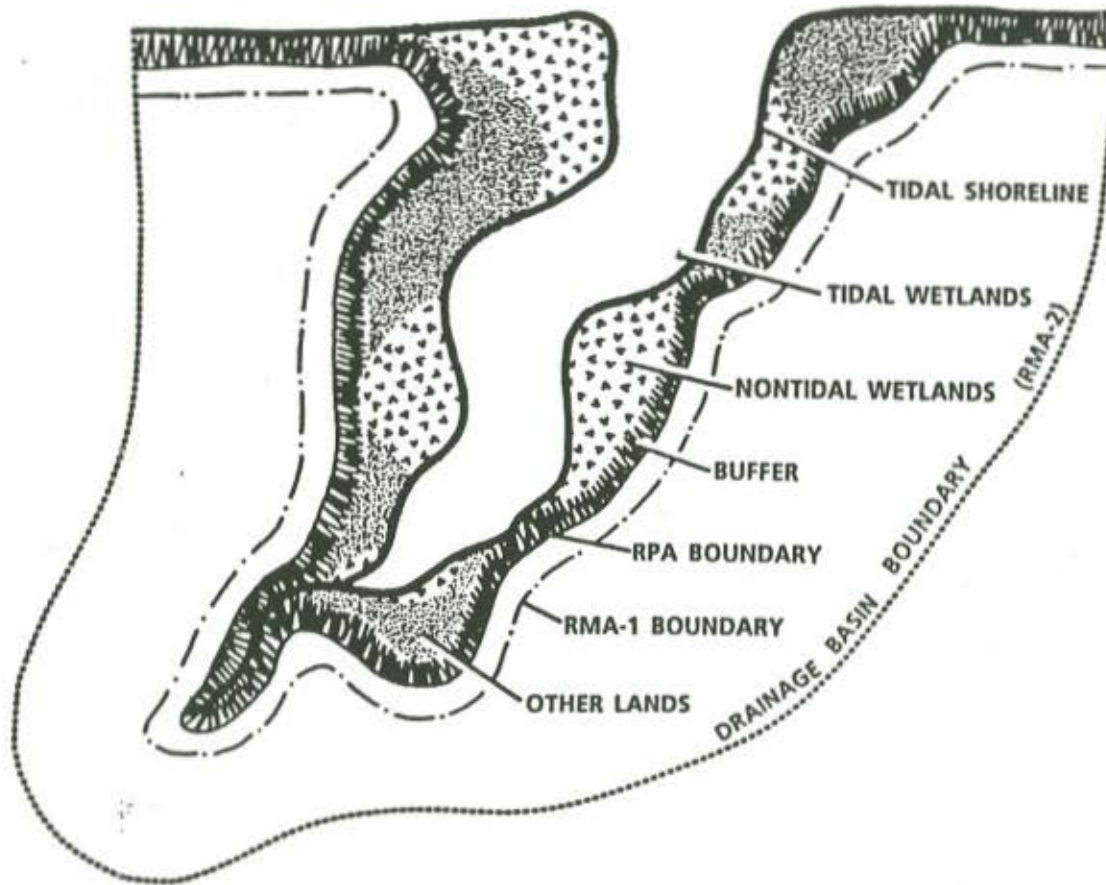 TIDAL SHORELINE
TIDAL WETLANDS
(RMA-2)
NONTIDAL WETLANDS
BUFFER
RPA BOUNDARY
RMA-1 BOUNDARY
OTHER LANDS
DRAINAGE BASIN BOUNDARY